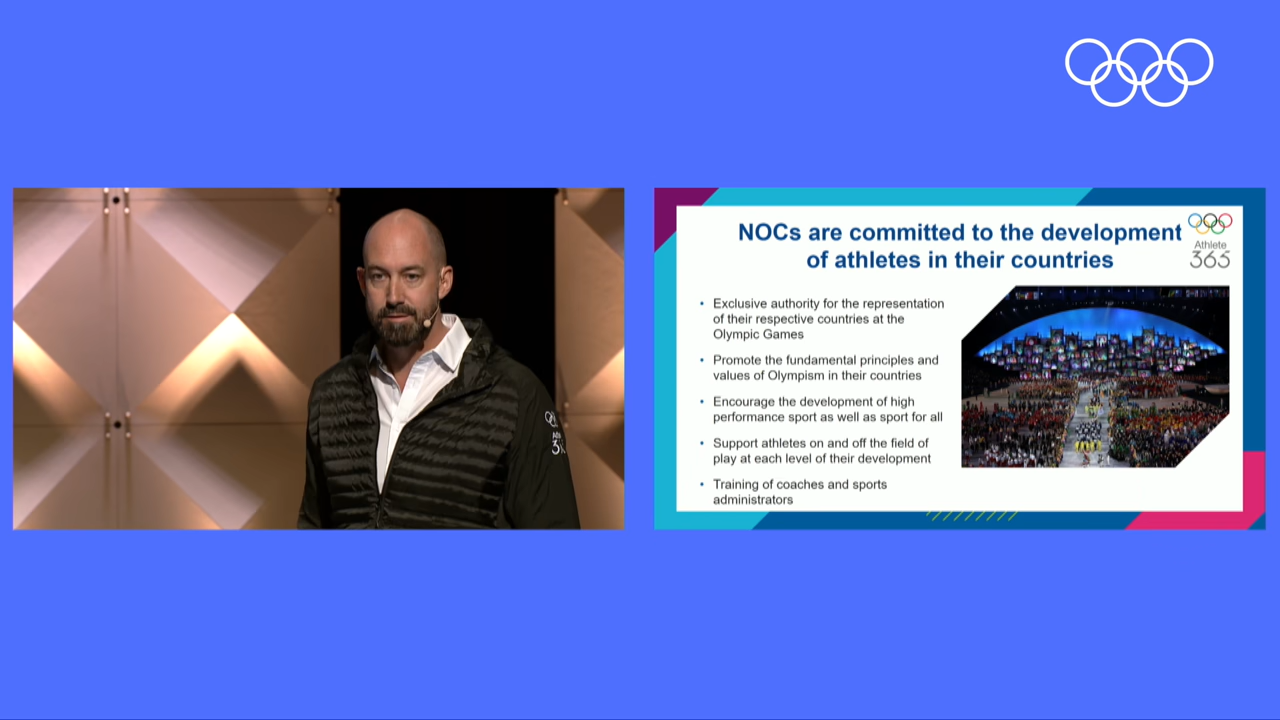 NOCs are committed to the development
of athletes in their countries
Athlete
365
• Exclusive authority for the representation
of their respective countries at the
Olympic Games
• Promote the fundamental principles and
values of Olympism in their countries
• Encourage the development of high
performance sport as well as sport for all
• Support athletes on and off the field of
play at each level of their development
• Training of coaches and sports
administrators